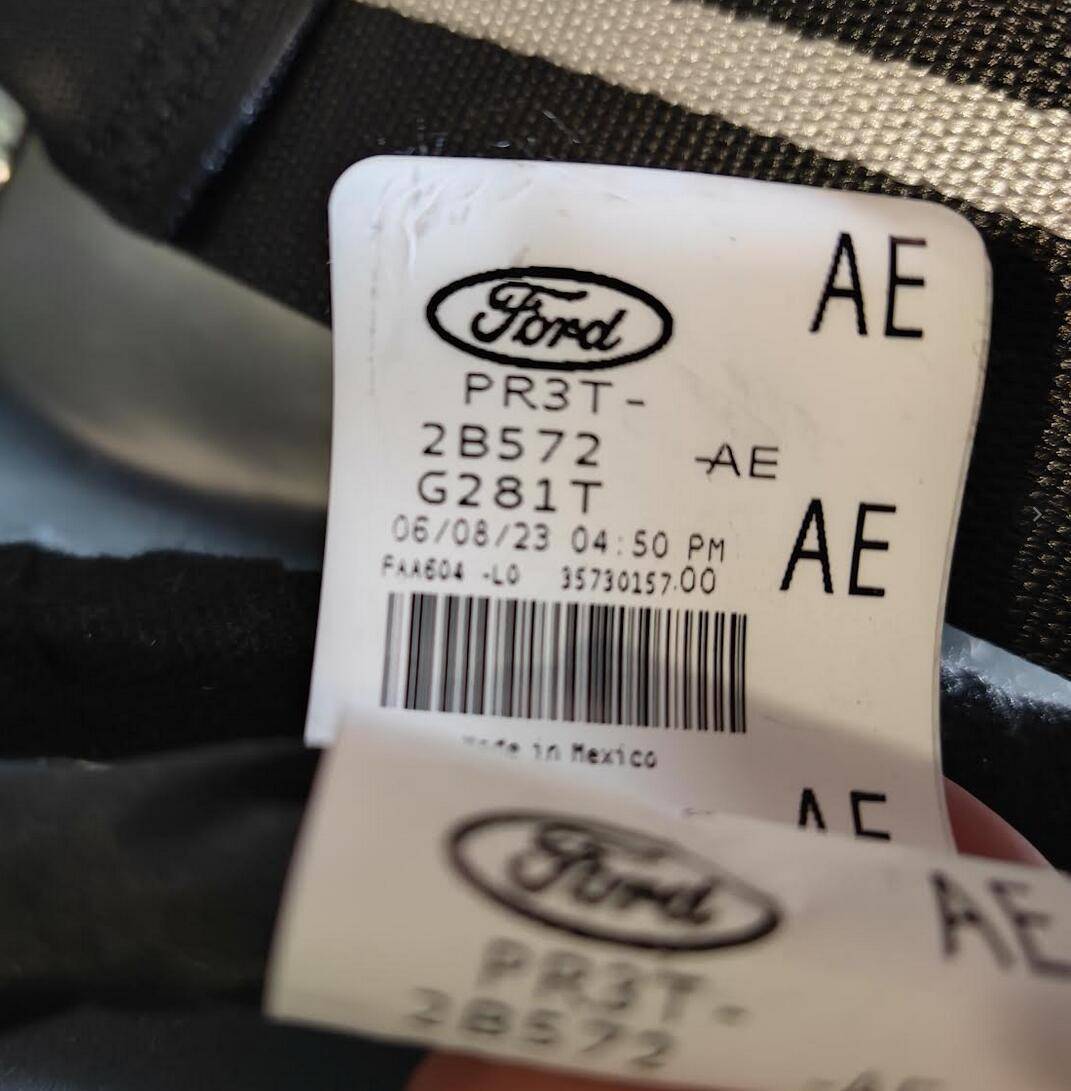 AE
Ford
PR3T-
2B572 -AE
G281T
AE
06/08/23 04:50 PM
FAA604 -L0 35730157.00
Made in Mexico
AE
Ford
AE
PR3T-
2B572